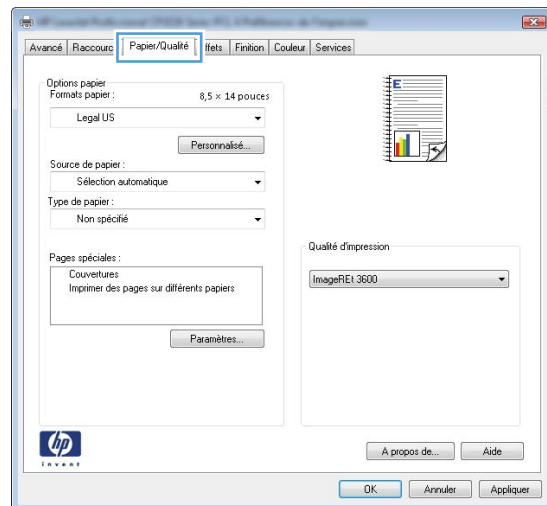 Avancé Raccourc Papier/Qualité ffets Finition Couleur Services
Options papier
Formats papier : 8,5 × 14 pouces
Legal US
Personnalisé...
Source de papier :
Sélection automatique
Type de papier :
Non spécifié
Pages spéciales :
Couvertures
Imprimer des pages sur différents papiers
Paramètres...
E
Qualité d'impression
ImageREt 3600
hp
invent
A propos de... Aide
OK Annuler Appliquer